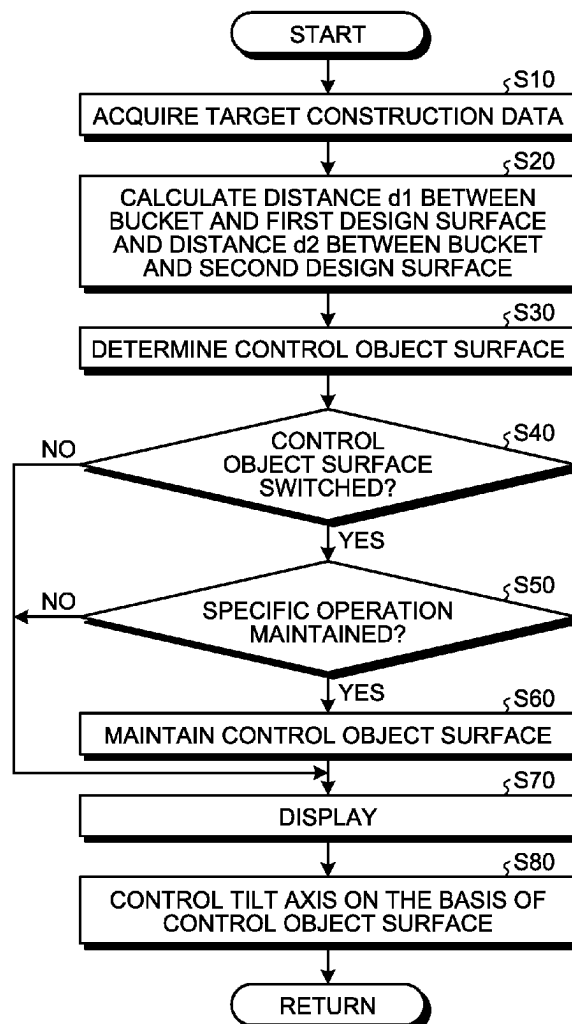 START
S10
ACQUIRE TARGET CONSTRUCTION DATA
S20
CALCULATE DISTANCE d1 BETWEEN
BUCKET AND FIRST DESIGN SURFACE
AND DISTANCE d2 BETWEEN BUCKET
AND SECOND DESIGN SURFACE
S30
DETERMINE CONTROL OBJECT SURFACE
S40
NO
CONTROL
OBJECT SURFACE
SWITCHED?
YES
S50
NO
SPECIFIC OPERATION
MAINTAINED?
YES
S60
MAINTAIN CONTROL OBJECT SURFACE
S70
DISPLAY
S80
CONTROL TILT AXIS ON THE BASIS OF
CONTROL OBJECT SURFACE
RETURN